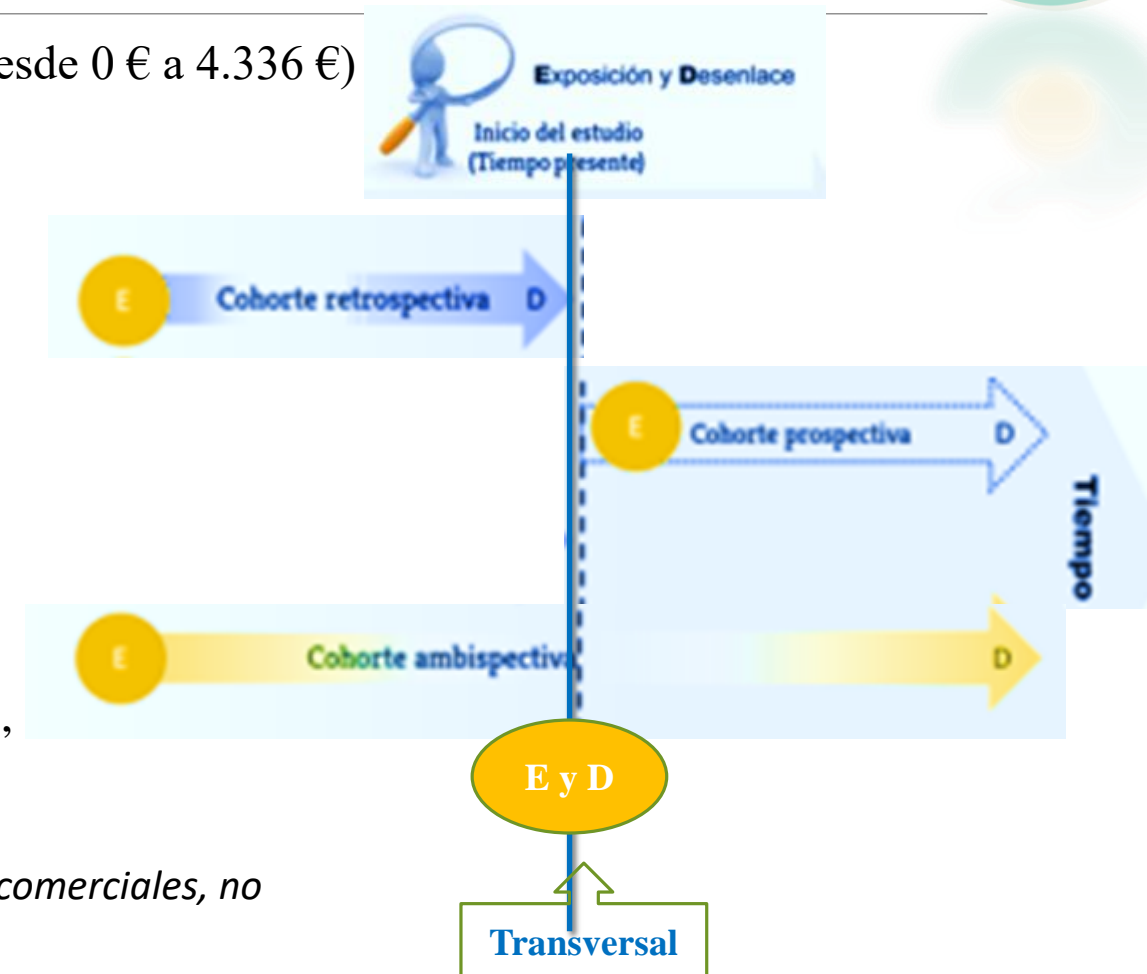 esde 0 € a 4.336 €)
Exposición y Desenlace
Inicio del estudio
(Tiempo presente)
E
Cohorte retrospectiva
D
E
Cohorte prospectiva
D
Tiempo
E
Cohorte ambispectiva
D
,
E y D
comerciales, no
Transversal